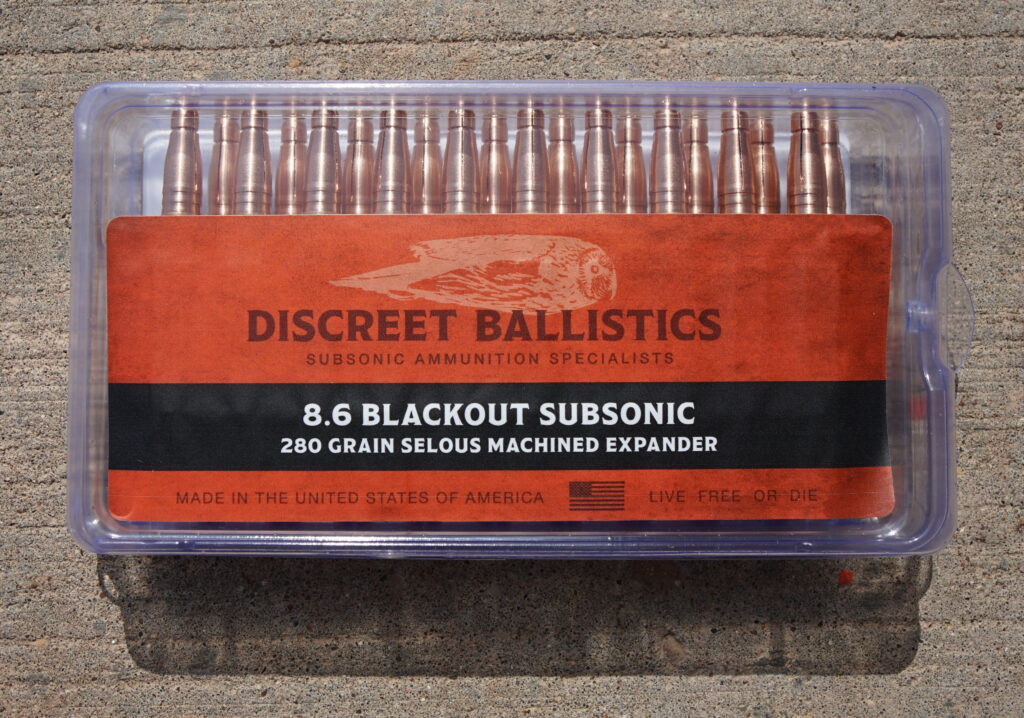 DISCREET BALLISTICS
SUBSONIC AMMUNITION SPECIALISTS
8.6 BLACKOUT SUBSONIC
280 GRAIN SELOUS MACHINED EXPANDER
MADE IN THE UNITED STATES OF AMERICA LIVE FREE OR DIE